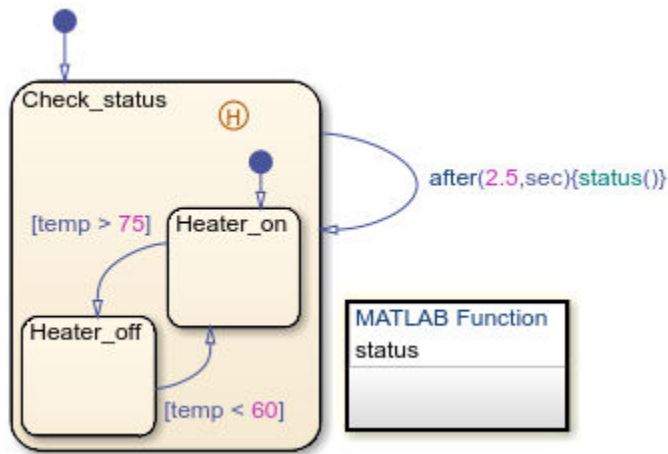 Check_status
H
after(2.5,sec){status()}
[temp > 75]
Heater_on
Heater_off
[temp < 60]
MATLAB Function
status